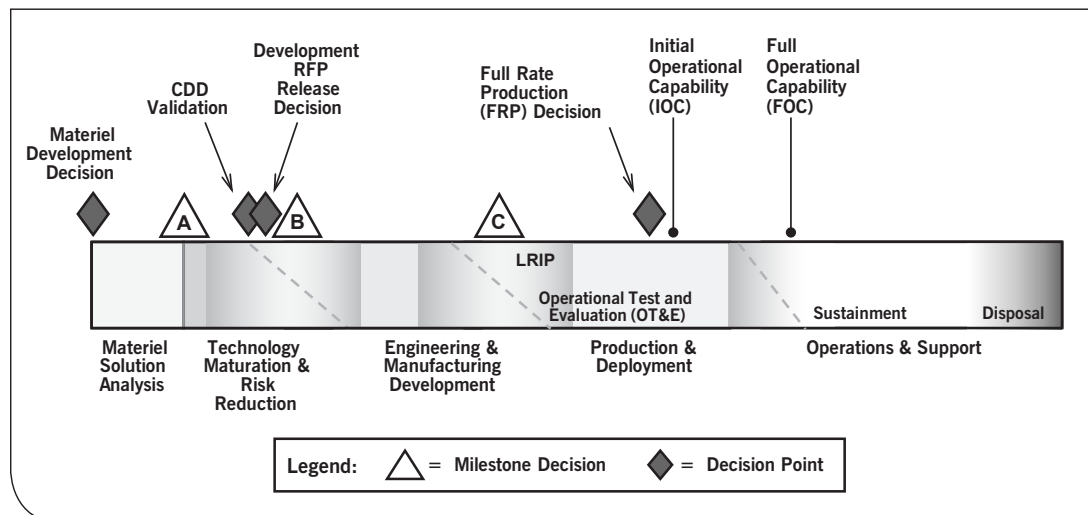 Materiel
Development
Decision
CDD
Validation
Development
RFP
Release
Decision
Full Rate
Production
(FRP) Decision
Initial
Operational
Capability
(IOC)
Full
Operational
Capability
(FOC)
A
B
C
LRIP
Operational Test and
Evaluation (OT&E)
Sustainment
Disposal
Materiel
Solution
Analysis
Technology
Maturation &
Risk
Reduction
Engineering &
Manufacturing
Development
Production &
Deployment
Operations & Support
Legend: = Milestone Decision = Decision Point